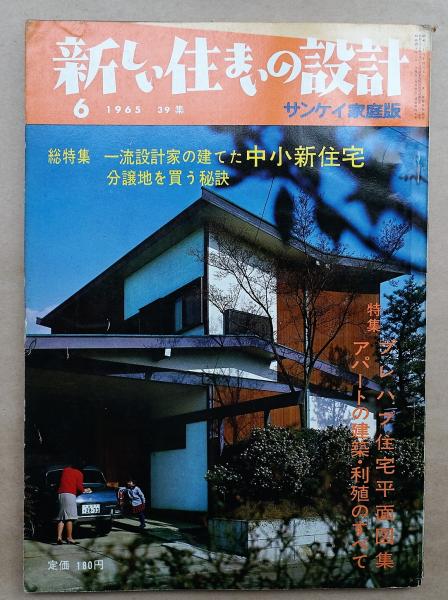 新しい住まいの設計
6 1965 39集
サンケイ家庭版
総特集 一流設計家の建てた中小新住宅
分譲地を買う秘訣
特集 プレハブ住宅平面図集
アパートの建築・利殖のすべて
定価 180円